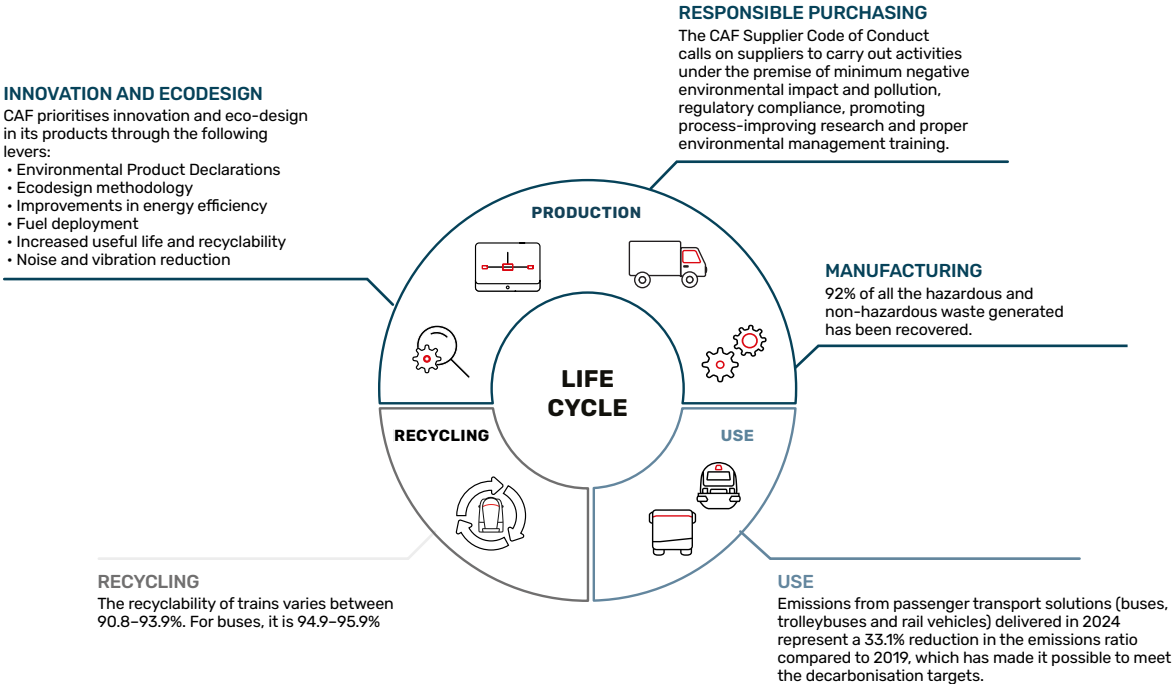 RESPONSIBLE PURCHASING
The CAF Supplier Code of Conduct
calls on suppliers to carry out activities
under the premise of minimum negative
environmental impact and pollution,
regulatory compliance, promoting
process-improving research and proper
environmental management training.
INNOVATION AND ECODESIGN
CAF prioritises innovation and eco-design
in its products through the following
levers:
• Environmental Product Declarations
• Ecodesign methodology
• Improvements in energy efficiency
• Fuel deployment
• Increased useful life and recyclability
• Noise and vibration reduction
PRODUCTION
MANUFACTURING
92% of all the hazardous and
non-hazardous waste generated
has been recovered.
LIFE
CYCLE
RECYCLING
USE
RECYCLING
The recyclability of trains varies between
90.8–93.9%. For buses, it is 94.9–95.9%
USE
Emissions from passenger transport solutions (buses,
trolleybuses and rail vehicles) delivered in 2024
represent a 33.1% reduction in the emissions ratio
compared to 2019, which has made it possible to meet
the decarbonisation targets.